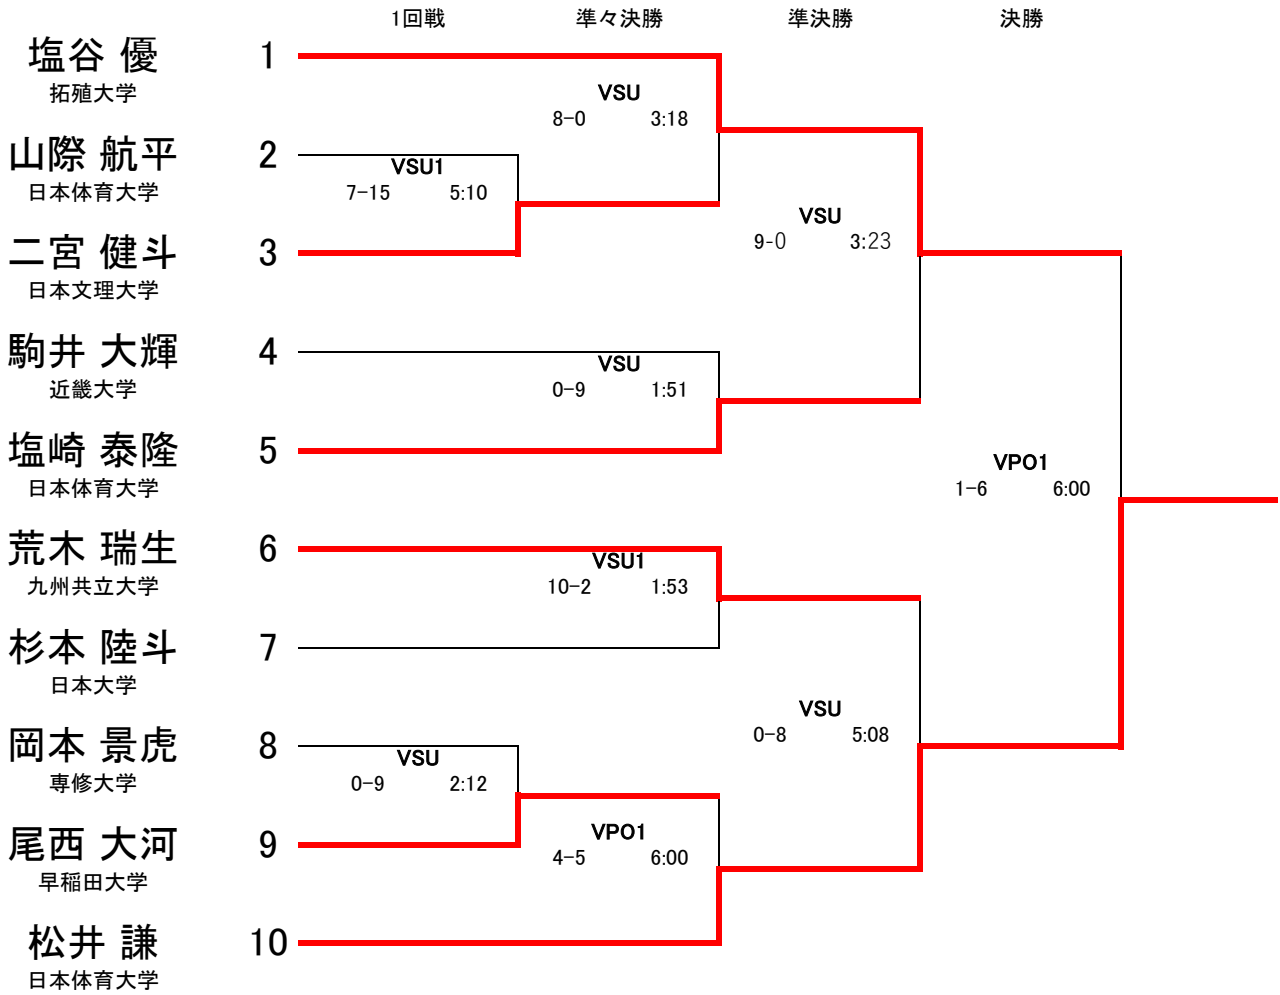 1回戦 準々決勝 準決勝 決勝
塩谷 優 1
拓殖大学
VSU
8-0 3:18
山際 航平 2
日本体育大学
VSU1
7-15 5:10
VSU
9-0 3:23
二宮 健斗 3
日本文理大学
駒井 大輝 4
近畿大学
VSU
0-9 1:51
塩崎 泰隆 5
日本体育大学
VPO1
1-6 6:00
荒木 瑞生 6
九州共立大学
VSU1
10-2 1:53
杉本 陸斗 7
日本大学
VSU
0-8 5:08
岡本 景虎 8
専修大学
VSU
0-9 2:12
尾西 大河 9
早稲田大学
VPO1
4-5 6:00
松井 謙 10
日本体育大学